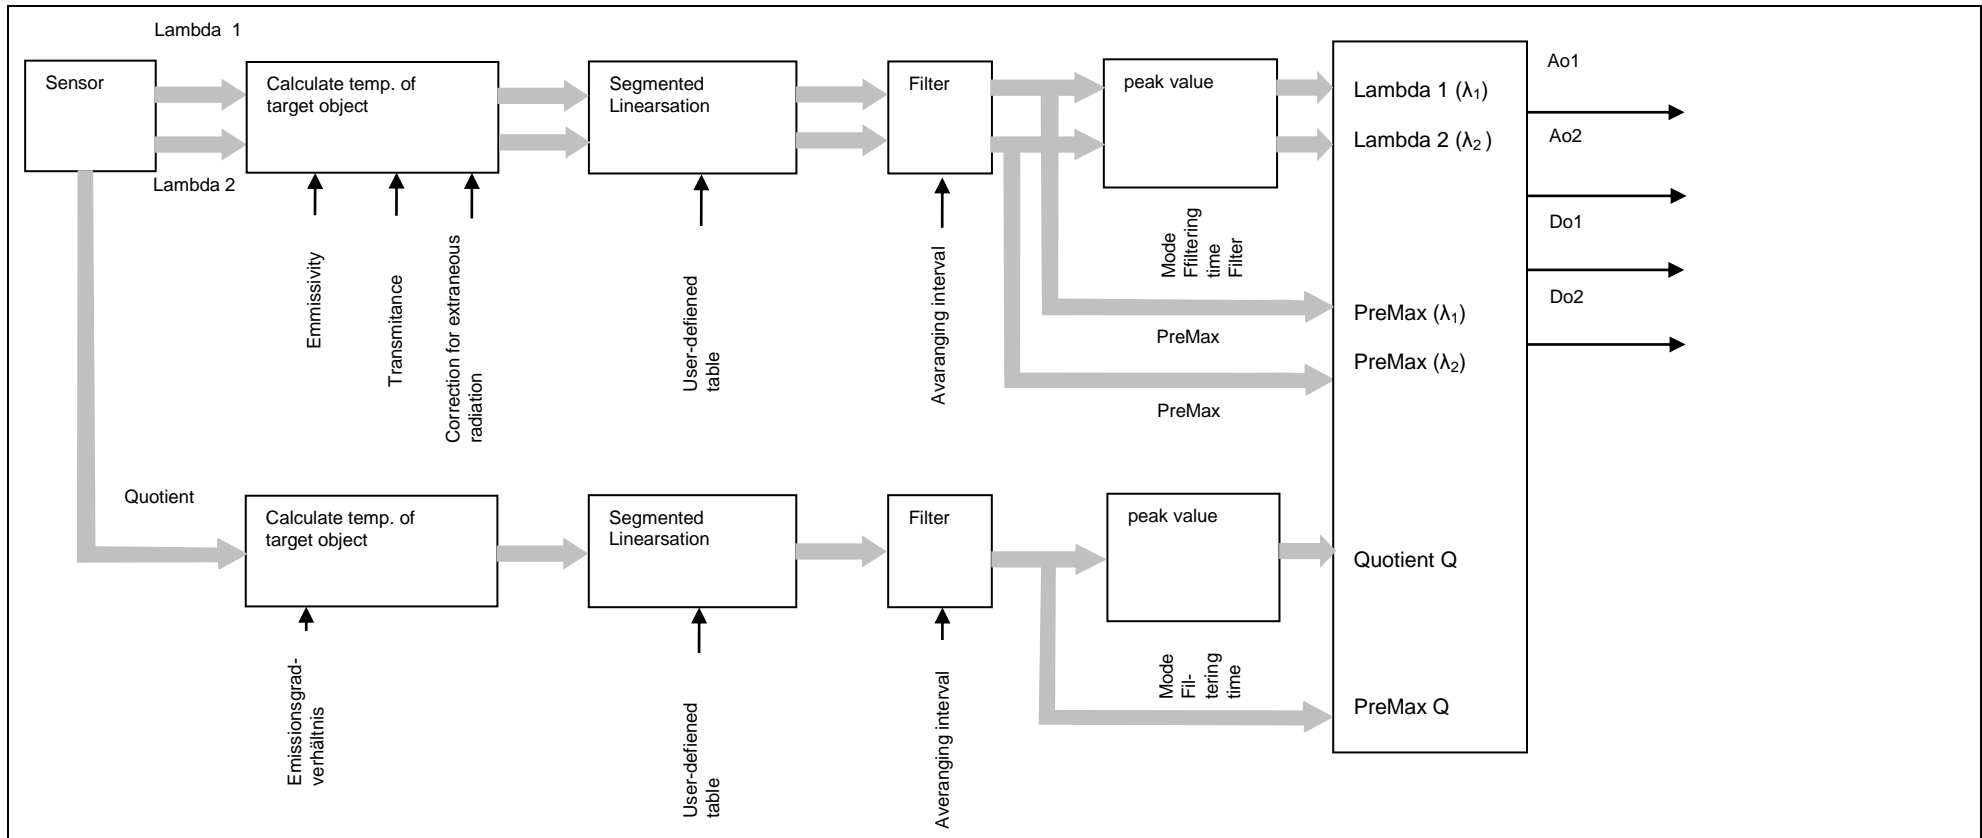 Lambda  1
Sensor
Lambda 2
Calculate temp. of
target object
Segmented
Linearsation
Filter
peak value
Lambda 1 (λ₁)
Lambda 2 (λ₂ )
PreMax (λ₁)
PreMax (λ₂)
Quotient Q
PreMax Q
Ao1
Ao2
Do1
Do2
Emmissivity
Transmitance
Correction for extraneous
radiation
User-defiened
table
Avaranging interval
Mode
Ffiltering
time
Filter
PreMax
PreMax
Quotient
Calculate temp. of
target object
Segmented
Linearsation
Filter
peak value
Emissionsgrad-
verhältnis
User-defiened
table
Averanging interval
Mode
Fil-
tering
time